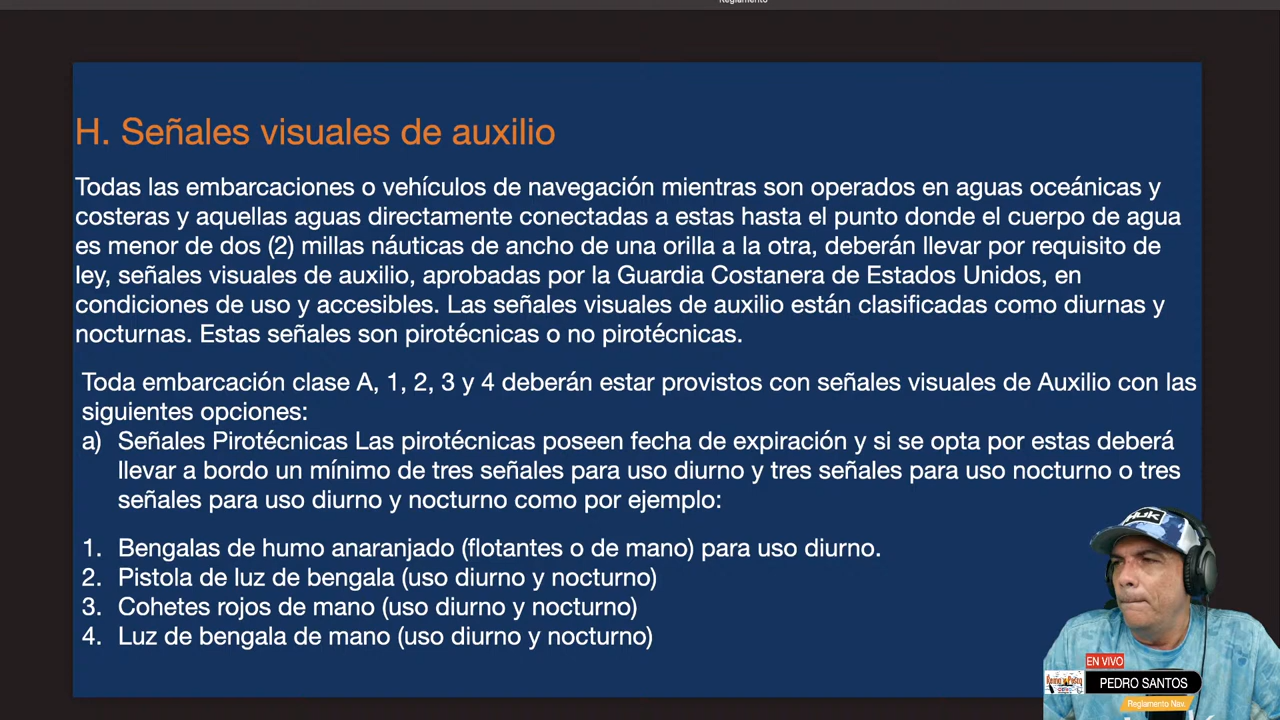 Reglamento
H. Señales visuales de auxilio
Todas las embarcaciones o vehículos de navegación mientras son operados en aguas oceánicas y
costeras y aquellas aguas directamente conectadas a estas hasta el punto donde el cuerpo de agua
es menor de dos (2) millas náuticas de ancho de una orilla a la otra, deberán llevar por requisito de
ley, señales visuales de auxilio, aprobadas por la Guardia Costanera de Estados Unidos, en
condiciones de uso y accesibles. Las señales visuales de auxilio están clasificadas como diurnas y
nocturnas. Estas señales son pirotécnicas o no pirotécnicas.
Toda embarcación clase A, 1, 2, 3 y 4 deberán estar provistos con señales visuales de Auxilio con las
siguientes opciones:
a) Señales Pirotécnicas Las pirotécnicas poseen fecha de expiración y si se opta por estas deberá
llevar a bordo un mínimo de tres señales para uso diurno y tres señales para uso nocturno o tres
señales para uso diurno y nocturno como por ejemplo:
1. Bengalas de humo anaranjado (flotantes o de mano) para uso diurno.
2. Pistola de luz de bengala (uso diurno y nocturno)
3. Cohetes rojos de mano (uso diurno y nocturno)
4. Luz de bengala de mano (uso diurno y nocturno)
HUK
EN VIVO
PEDRO SANTOS
Reglamento Nav.